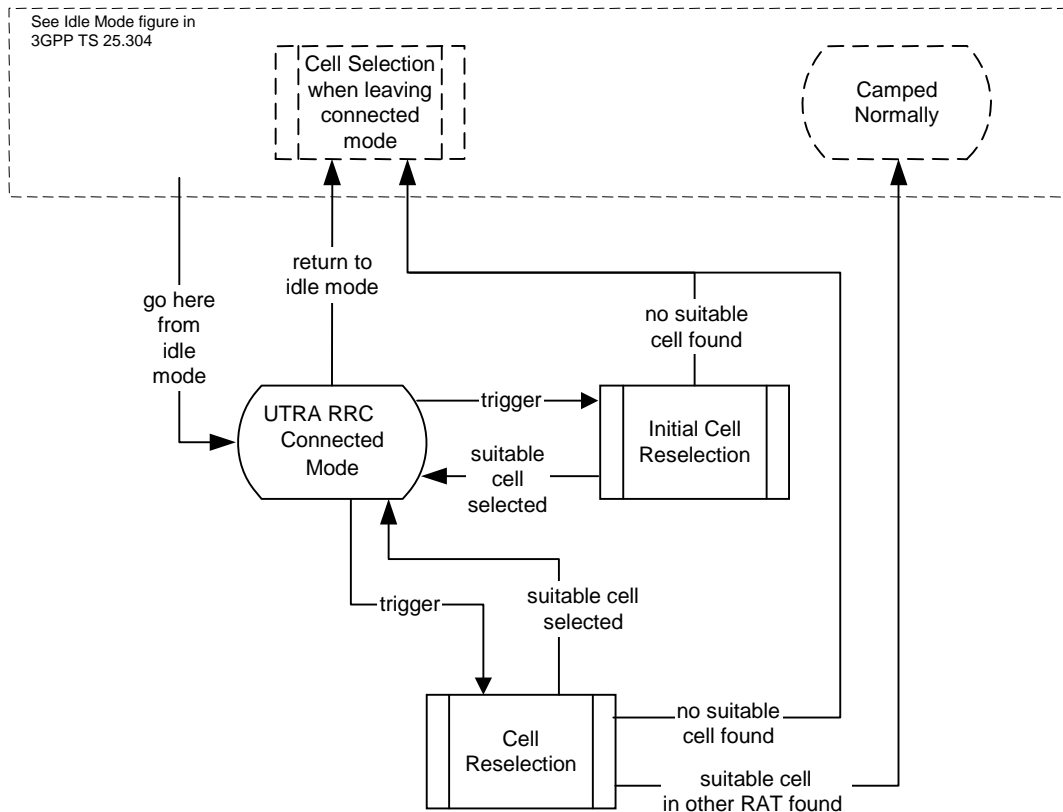 See Idle Mode figure in
3GPP TS 25.304
Cell Selection
when leaving
connected
mode
Camped
Normally
return to
idle mode
go here
from
idle
mode
no suitable
cell found
UTRA RRC
Connected
Mode
trigger
Initial Cell
Reselection
suitable
cell
selected
trigger
suitable cell
selected
Cell
Reselection
no suitable
cell found
suitable cell
in other RAT found